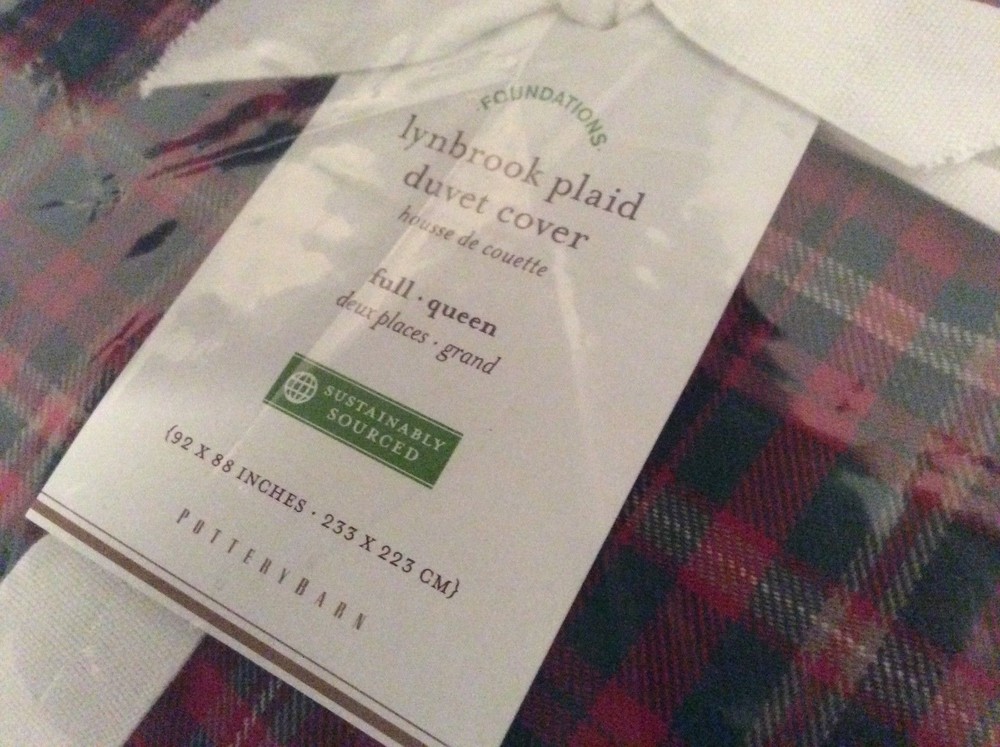 FOUNDATIONS
lynbrook plaid
duvet cover
housse de couette
full · queen
deux places · grand
SUSTAINABLY
SOURCED
{92 X 88 INCHES · 233 X 223 CM}
POTTERYBARN